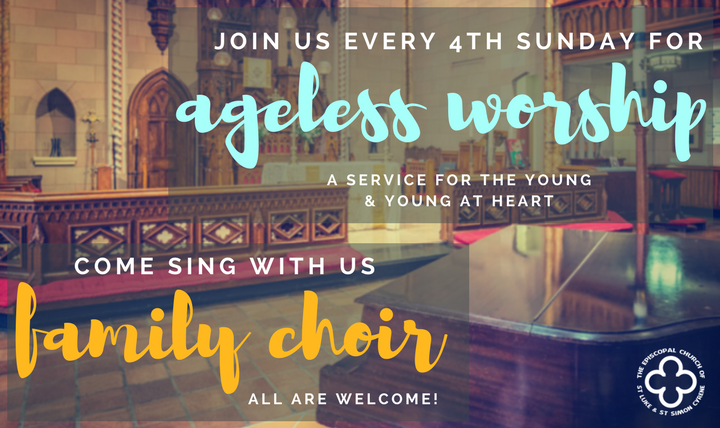 JOIN US EVERY 4TH SUNDAY FOR
ageless worship
A SERVICE FOR THE YOUNG
& YOUNG AT HEART
COME SING WITH US
family choir
ALL ARE WELCOME!
THE EPISCOPAL CHURCH OF
ST LUKE & ST SIMON CYRENE